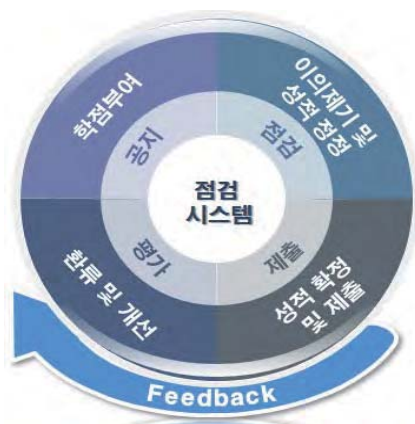 학점부여
공지
이의제기 및
성적 정정
점검
점검
시스템
평가
환류 및 개선
제출
성적 확정
및 제출
Feedback